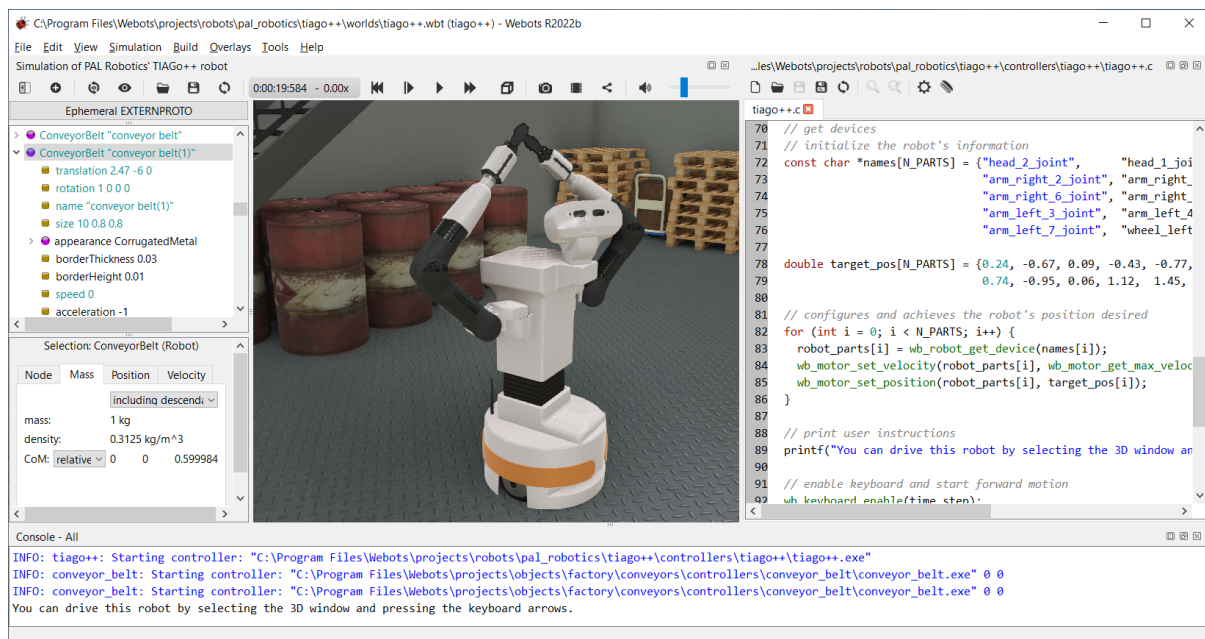 C:\Program Files\Webots\projects\robots\pal_robotics\tiago++\worlds\tiago++.wbt (tiago++) - Webots R2022b
File Edit View Simulation Build Overlays Tools Help
Simulation of PAL Robotics' TIAGo++ robot
0:00:19:584 - 0.00x
Ephemeral EXTERNPROTO
ConveyorBelt "conveyor belt"
ConveyorBelt "conveyor belt(1)"
translation 2.47 -6 0
rotation 1 0 0 0
name "conveyor belt(1)"
size 10 0.8 0.8
appearance CorrugatedMetal
borderThickness 0.03
borderHeight 0.01
speed 0
acceleration -1
Selection: ConveyorBelt (Robot)
Node Mass Position Velocity
including descenda
mass: 1 kg
density: 0.3125 kg/m^3
CoM: relative 0 0 0.599984
...les\Webots\projects\robots\pal_robotics\tiago++\controllers\tiago++\tiago++.c
tiago++.c
70 // get devices
71 // initialize the robot's information
72 const char *names[N_PARTS] = {"head_2_joint", "head_1_joi
73 "arm_right_2_joint", "arm_right_
74 "arm_right_6_joint", "arm_right_
75 "arm_left_3_joint", "arm_left_4
76 "arm_left_7_joint", "wheel_left
77
78 double target_pos[N_PARTS] = {0.24, -0.67, 0.09, -0.43, -0.77,
79 0.74, -0.95, 0.06, 1.12, 1.45,
80
81 // configures and achieves the robot's position desired
82 for (int i = 0; i < N_PARTS; i++) {
83 robot_parts[i] = wb_robot_get_device(names[i]);
84 wb_motor_set_velocity(robot_parts[i], wb_motor_get_max_veloc
85 wb_motor_set_position(robot_parts[i], target_pos[i]);
86 }
87
88 // print user instructions
89 printf("You can drive this robot by selecting the 3D window an
90
91 // enable keyboard and start forward motion
92 wb_keyboard_enable(time_step);
Console - All
INFO: tiago++: Starting controller: "C:\Program Files\Webots\projects\robots\pal_robotics\tiago++\controllers\tiago++\tiago++.exe"
INFO: conveyor_belt: Starting controller: "C:\Program Files\Webots\projects\objects\factory\conveyors\controllers\conveyor_belt\conveyor_belt.exe" 0 0
INFO: conveyor_belt: Starting controller: "C:\Program Files\Webots\projects\objects\factory\conveyors\controllers\conveyor_belt\conveyor_belt.exe" 0 0
You can drive this robot by selecting the 3D window and pressing the keyboard arrows.